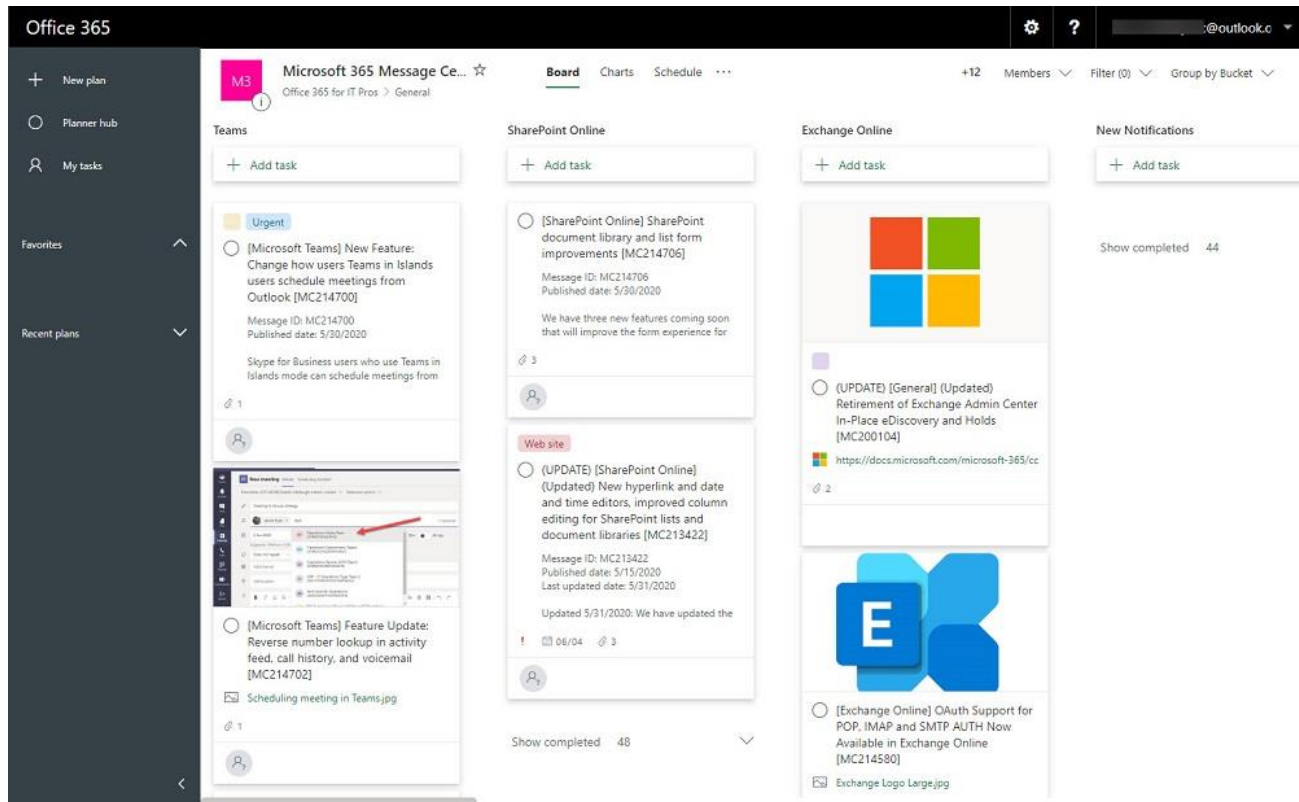 Office 365
?
:@outlook.c
New plan
Planner hub
My tasks
Favorites
Recent plans
M3
Microsoft 365 Message Ce...
Office 365 for IT Pros > General
Board Charts Schedule ...
+12 Members Filter (0) Group by Bucket
Teams
+ Add task
Urgent
[Microsoft Teams] New Feature:
Change how users Teams in Islands
users schedule meetings from
Outlook [MC214700]
Message ID: MC214700
Published date: 5/30/2020
Skype for Business users who use Teams in
Islands mode can schedule meetings from
1
New meeting
[Microsoft Teams] Feature Update:
Reverse number lookup in activity
feed, call history, and voicemail
[MC214702]
Scheduling meeting in Teams.jpg
1
SharePoint Online
+ Add task
[SharePoint Online] SharePoint
document library and list form
improvements [MC214706]
Message ID: MC214706
Published date: 5/30/2020
We have three new features coming soon
that will improve the form experience for
3
Web site
(UPDATE) [SharePoint Online]
(Updated) New hyperlink and date
and time editors, improved column
editing for SharePoint lists and
document libraries [MC213422]
Message ID: MC213422
Published date: 5/15/2020
Last updated date: 5/31/2020
Updated 5/31/2020: We have updated the
! 06/04 3
Show completed 48
Exchange Online
+ Add task
(UPDATE) [General] (Updated)
Retirement of Exchange Admin Center
In-Place eDiscovery and Holds
[MC200104]
https://docs.microsoft.com/microsoft-365/cc
2
E
[Exchange Online] OAuth Support for
POP, IMAP and SMTP AUTH Now
Available in Exchange Online
[MC214580]
Exchange Logo Large.jpg
New Notifications
+ Add task
Show completed 44